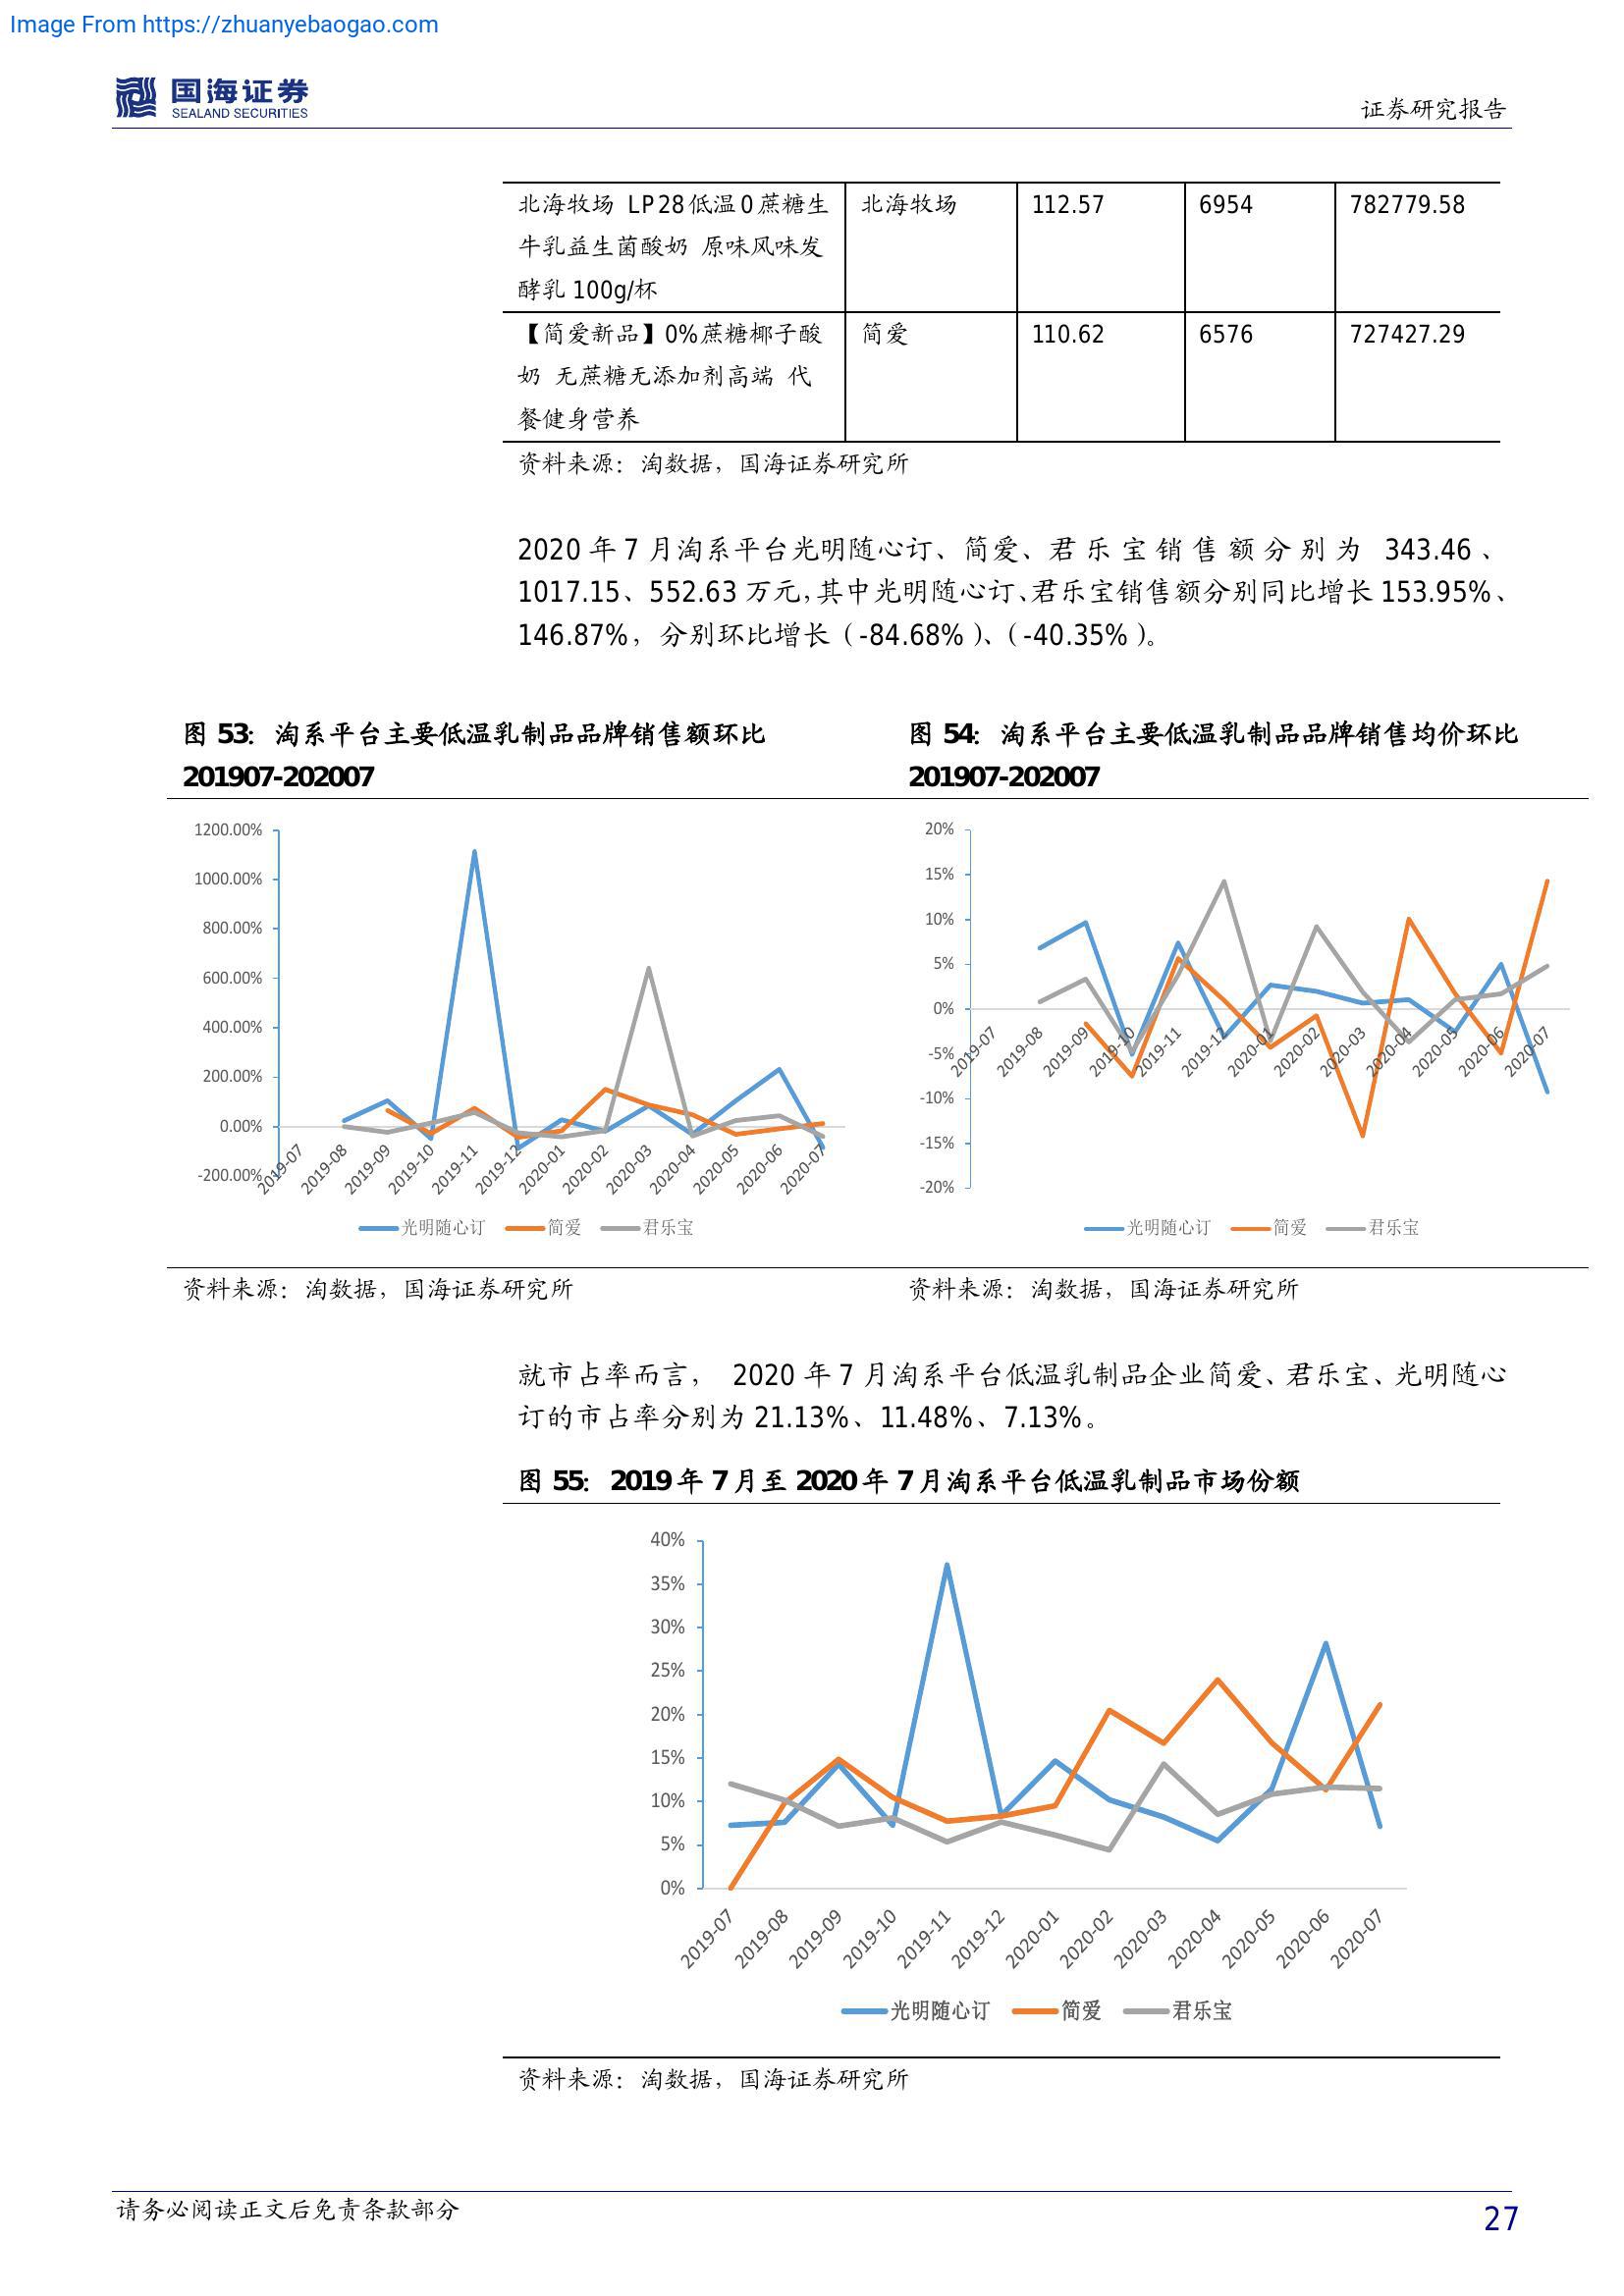 Image From https://zhuanyebaogao.com
国海证券
SEALAND SECURITIES
证券研究报告
北海牧场 LP28低温0蔗糖生 北海牧场 112.57 6954 782779.58
牛乳益生菌酸奶 原味风味发
酵乳 100g/杯
【简爱新品】0%蔗糖椰子酸 简爱 110.62 6576 727427.29
奶 无蔗糖无添加剂高端 代
餐健身营养
资料来源：淘数据，国海证券研究所
2020 年 7 月淘系平台光明随心订、简爱、君乐宝销售额分别为 343.46、
1017.15、552.63 万元，其中光明随心订、君乐宝销售额分别同比增长 153.95%、
146.87%，分别环比增长（-84.68%）、（-40.35%）。
图 53：淘系平台主要低温乳制品品牌销售额环比
201907-202007
图 54：淘系平台主要低温乳制品品牌销售均价环比
201907-202007
1200.00%
1000.00%
800.00%
600.00%
400.00%
200.00%
0.00%
-200.00%
2019-07 2019-08 2019-09 2019-10 2019-11 2019-12 2020-01 2020-02 2020-03 2020-04 2020-05 2020-06 2020-07
光明随心订 简爱 君乐宝
20%
15%
10%
5%
0%
-5%
-10%
-15%
-20%
2019-07 2019-08 2019-09 2019-10 2019-11 2019-12 2020-01 2020-02 2020-03 2020-04 2020-05 2020-06 2020-07
光明随心订 简爱 君乐宝
资料来源：淘数据，国海证券研究所
资料来源：淘数据，国海证券研究所
就市占率而言， 2020 年 7 月淘系平台低温乳制品企业简爱、君乐宝、光明随心
订的市占率分别为 21.13%、11.48%、7.13%。
图 55：2019 年 7 月至 2020 年 7 月淘系平台低温乳制品市场份额
40%
35%
30%
25%
20%
15%
10%
5%
0%
2019-07 2019-08 2019-09 2019-10 2019-11 2019-12 2020-01 2020-02 2020-03 2020-04 2020-05 2020-06 2020-07
光明随心订 简爱 君乐宝
资料来源：淘数据，国海证券研究所
请务必阅读正文后免责条款部分
27